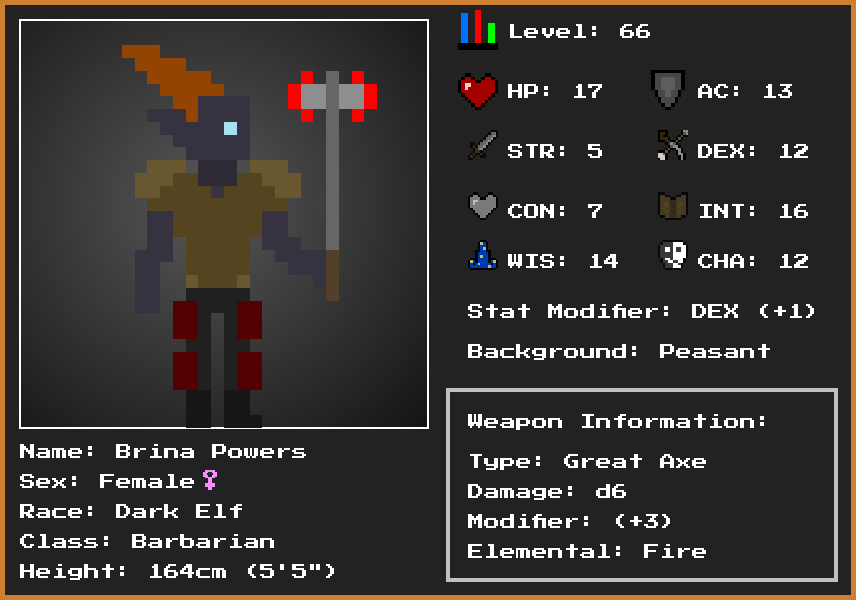 Level: 66
HP: 17 AC: 13
STR: 5 DEX: 12
CON: 7 INT: 16
WIS: 14 CHA: 12
Stat Modifier: DEX (+1)
Background: Peasant
Weapon Information:
Type: Great Axe
Damage: d6
Modifier: (+3)
Elemental: Fire
Name: Brina Powers
Sex: Female♀
Race: Dark Elf
Class: Barbarian
Height: 164cm (5'5")